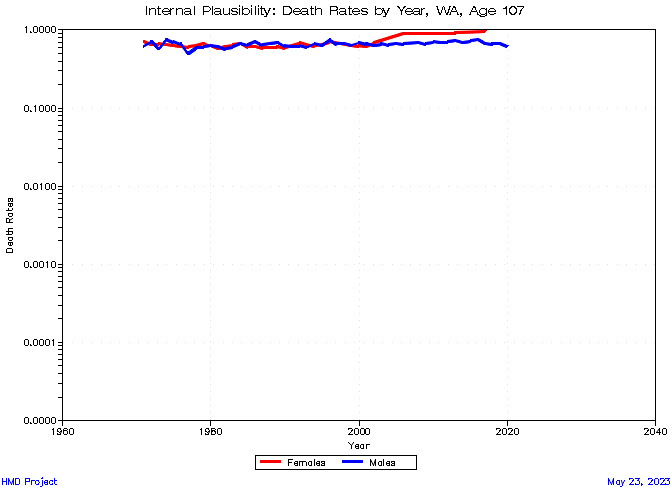 Internal Plausibility: Death Rates by Year, WA, Age 107
1.0000
0.1000
0.0100
0.0010
0.0001
0.0000
Death Rates
1960
1980
2000
2020
2040
Year
Females
Males
HMD Project
May 23, 2023